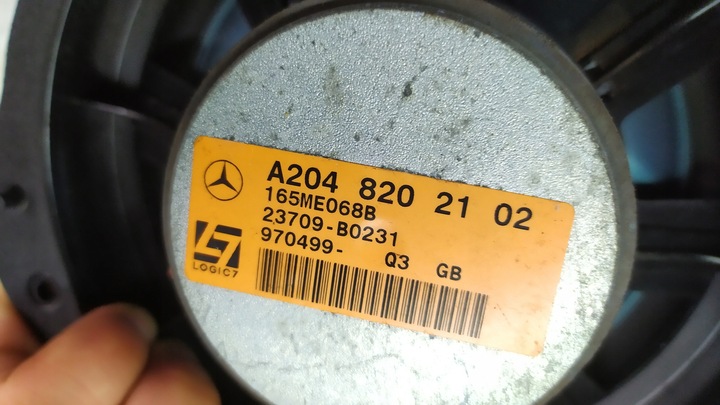 A204 820 21 02
165ME068B
23709-B0231
970499- Q3 GB
LOGIC7